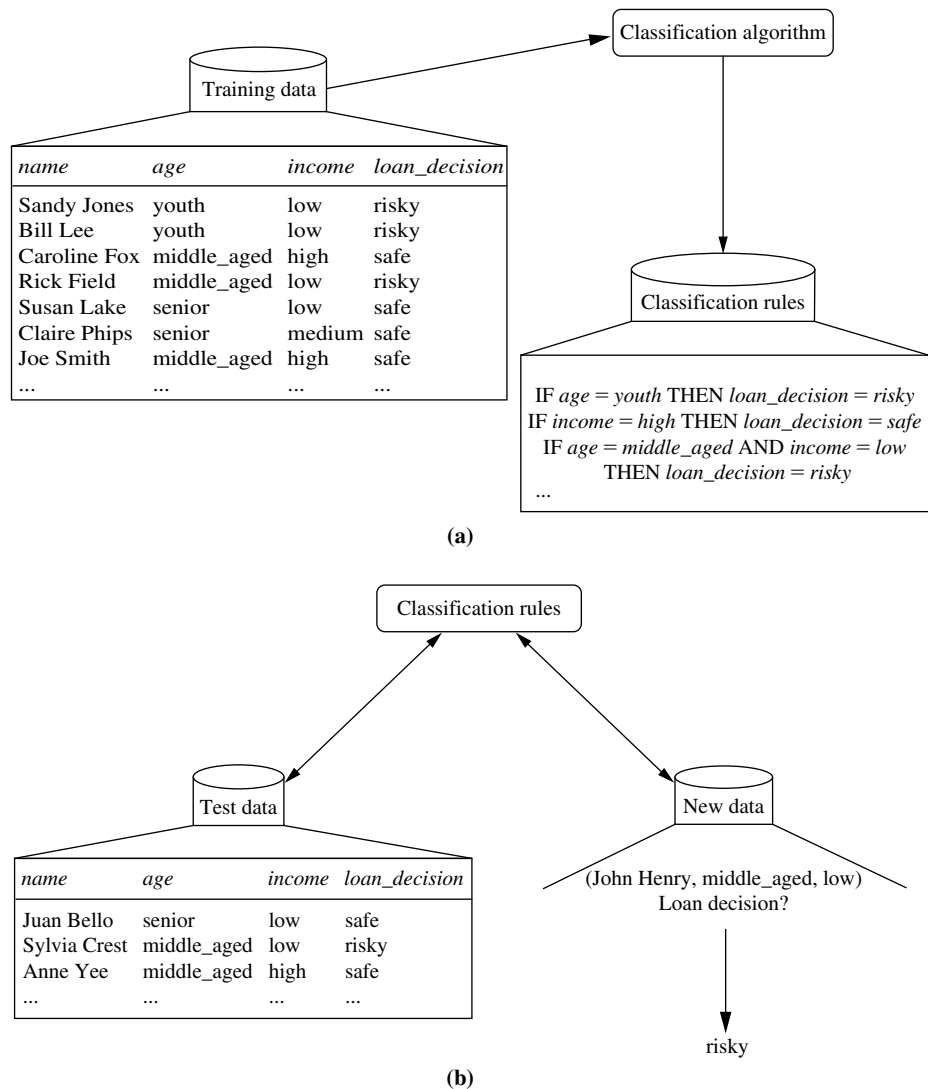 Classification algorithm
Training data
name age income loan_decision
Sandy Jones youth low risky
Bill Lee youth low risky
Caroline Fox middle_aged high safe
Rick Field middle_aged low risky
Susan Lake senior low safe
Claire Phips senior medium safe
Joe Smith middle_aged high safe
... ... ... ...
Classification rules
IF age = youth THEN loan_decision = risky
IF income = high THEN loan_decision = safe
IF age = middle_aged AND income = low
THEN loan_decision = risky
...
(a)
Classification rules
Test data
name age income loan_decision
Juan Bello senior low safe
Sylvia Crest middle_aged low risky
Anne Yee middle_aged high safe
... ... ... ...
New data
(John Henry, middle_aged, low)
Loan decision?
risky
(b)